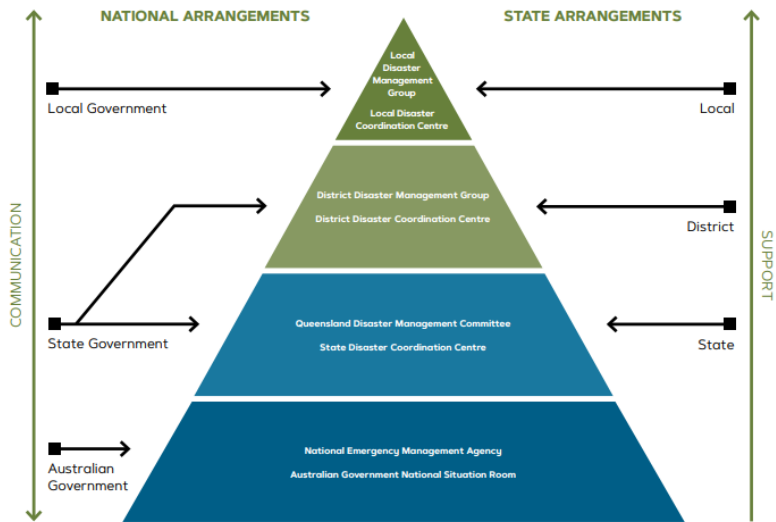 NATIONAL ARRANGEMENTS
STATE ARRANGEMENTS
Local
Disaster
Management
Group
Local Disaster
Coordination Centre
Local Government
Local
District Disaster Management Group
District Disaster Coordination Centre
District
COMMUNICATION
SUPPORT
Queensland Disaster Management Committee
State Disaster Coordination Centre
State Government
State
National Emergency Management Agency
Australian Government National Situation Room
Australian
Government